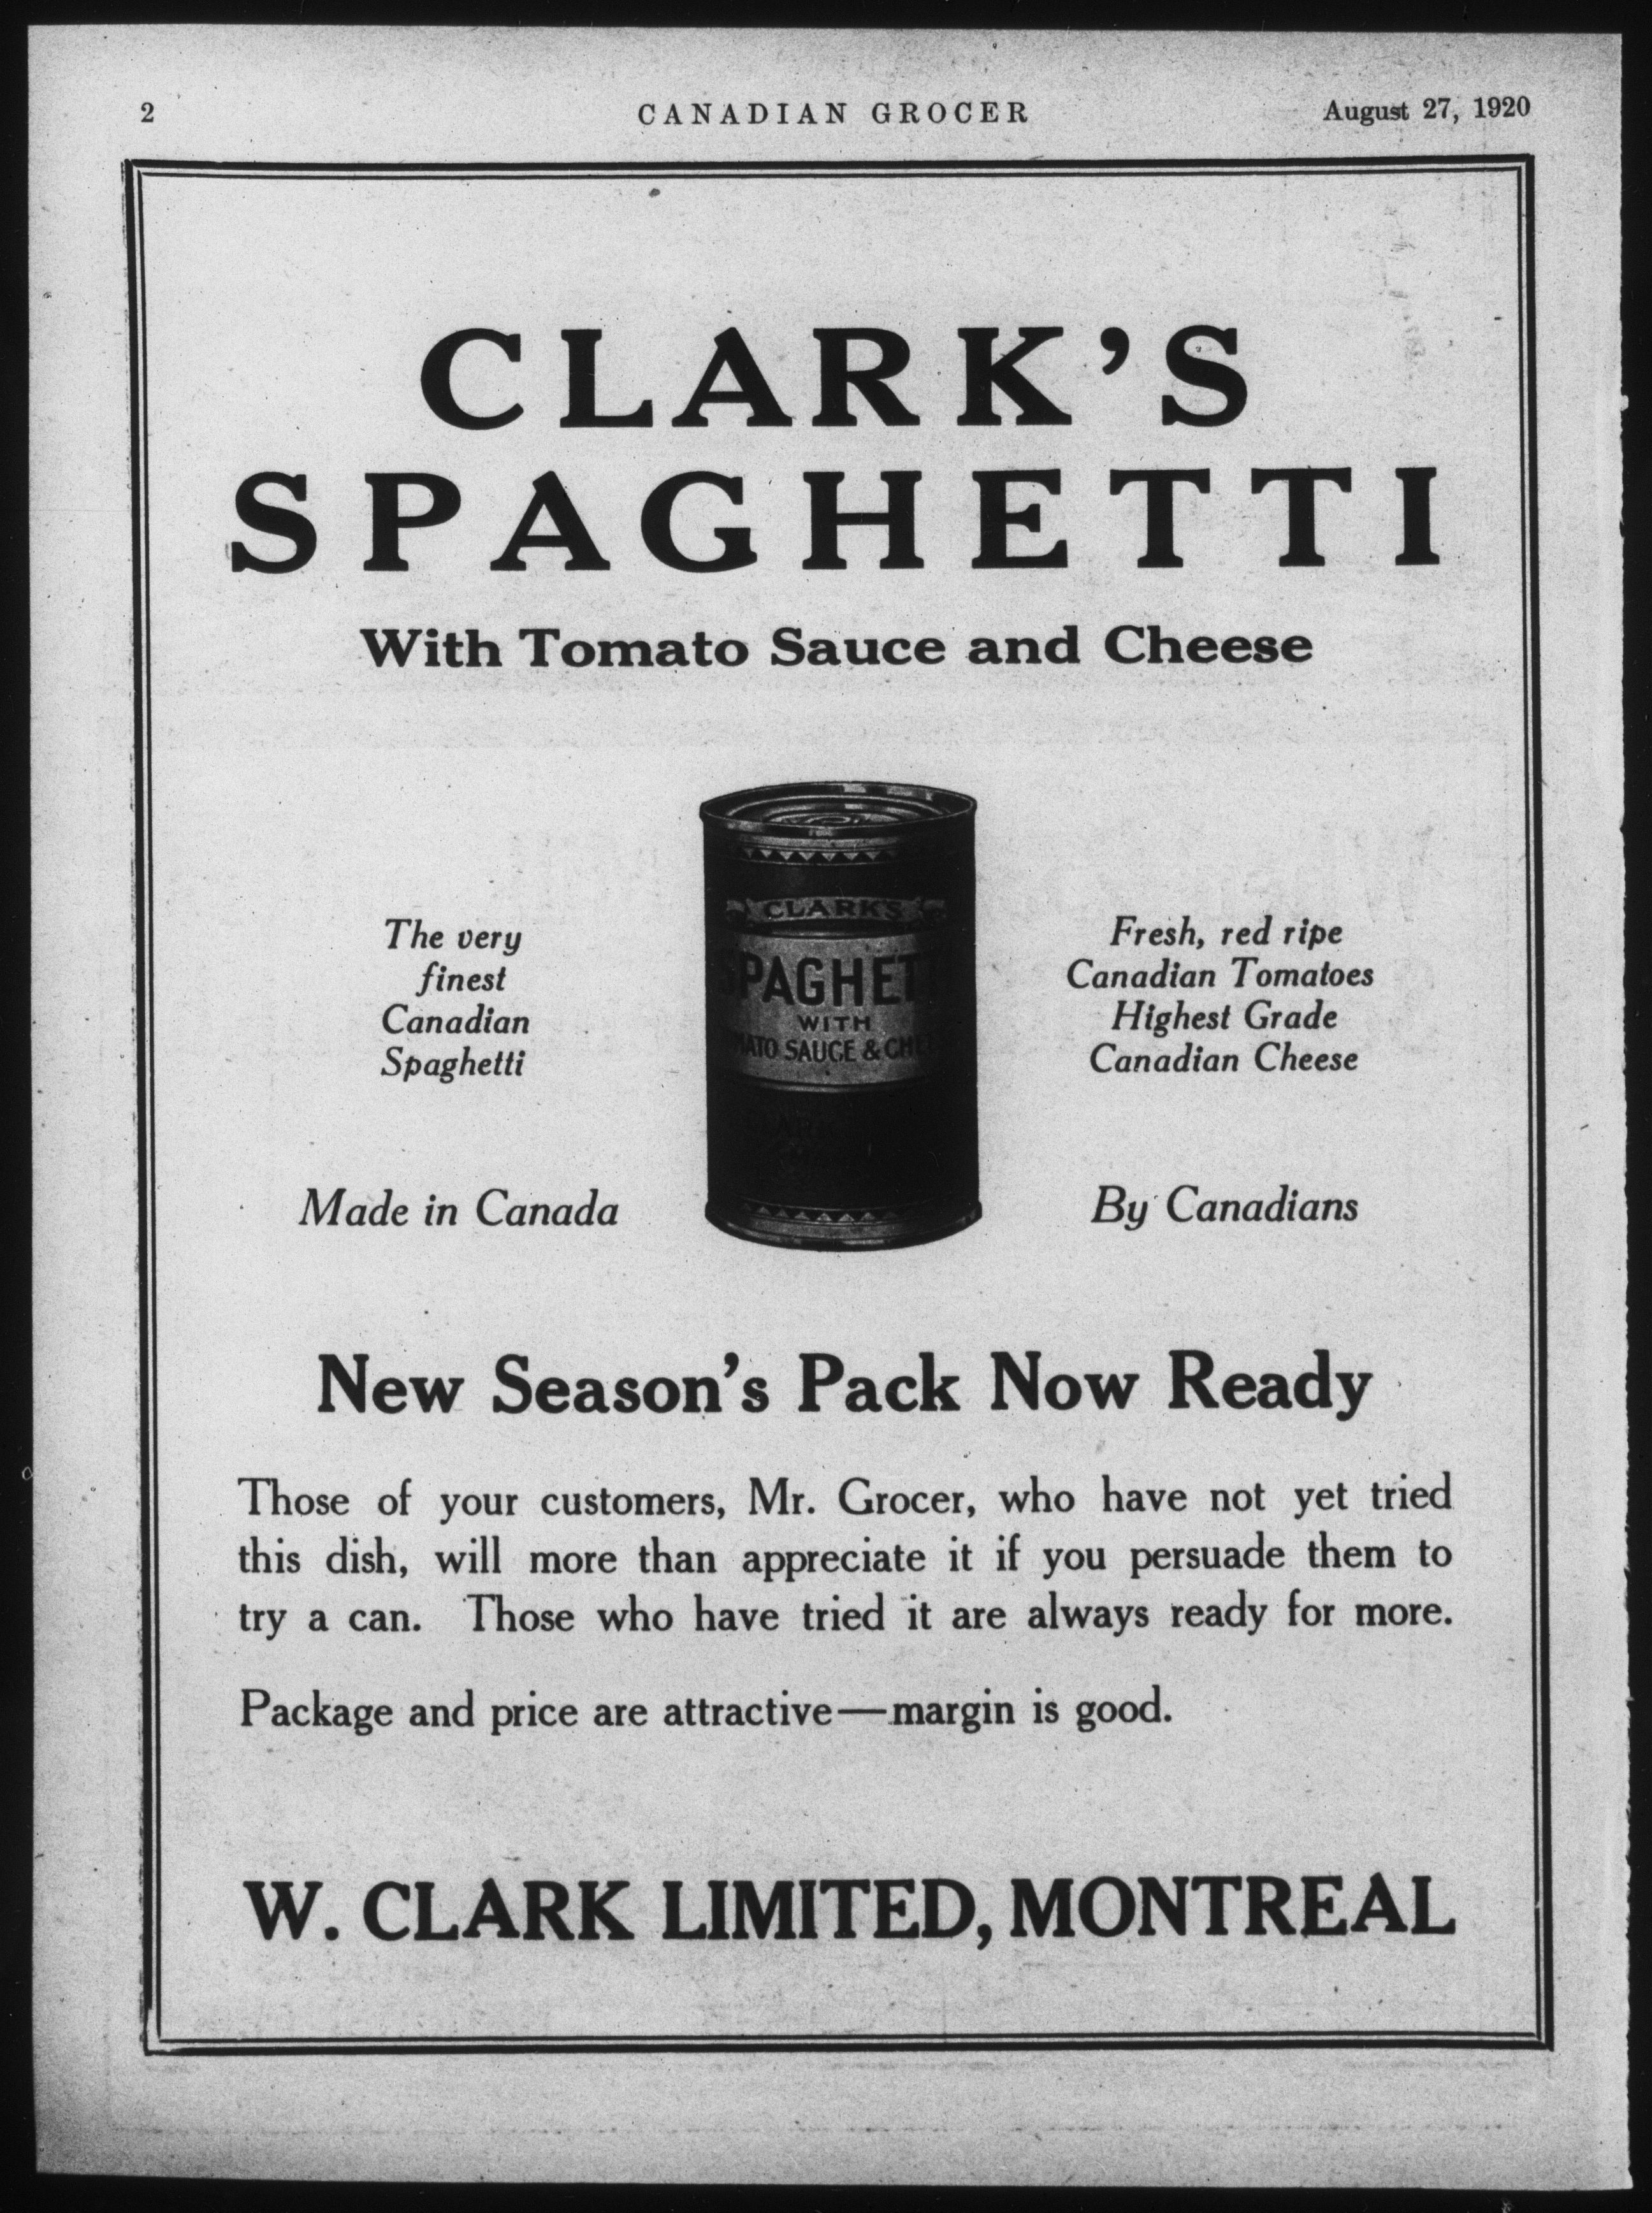 2 CANADIAN GROCER August 27, 1920
CLARK'S
SPAGHETTI
With Tomato Sauce and Cheese
The very
finest
Canadian
Spaghetti
CLARK'S
SPAGHET
WITH
MATO SAUCE & CHEE
Fresh, red ripe
Canadian Tomatoes
Highest Grade
Canadian Cheese
Made in Canada
By Canadians
New Season's Pack Now Ready
Those of your customers, Mr. Grocer, who have not yet tried
this dish, will more than appreciate it if you persuade them to
try a can. Those who have tried it are always ready for more.
Package and price are attractive—margin is good.
W. CLARK LIMITED, MONTREAL